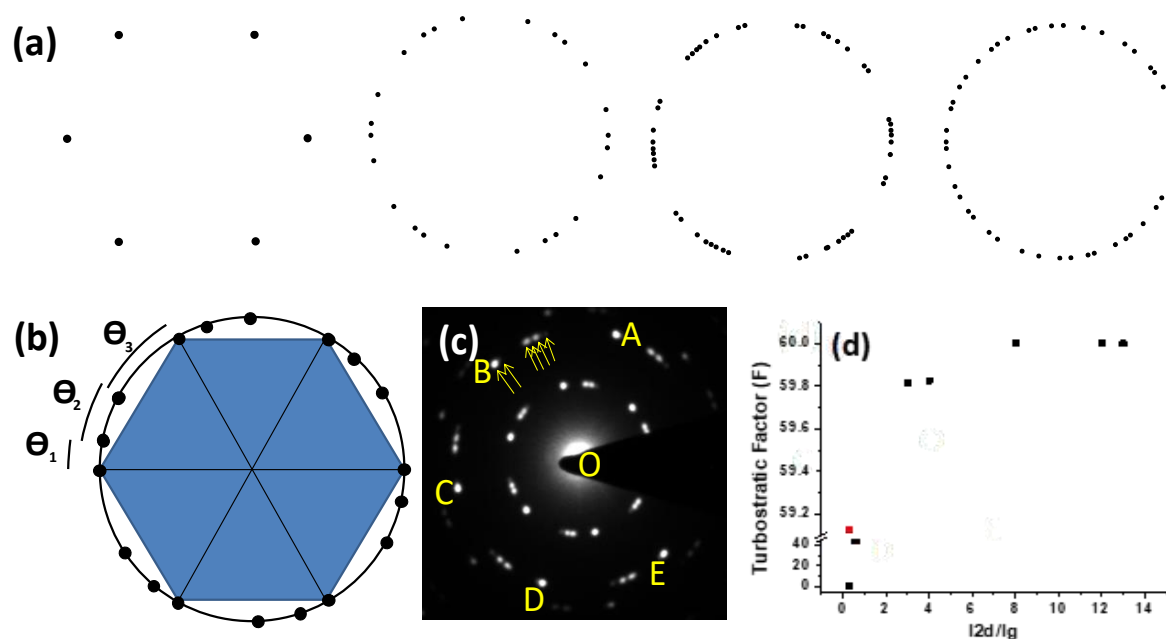 (a)
(b)
ϴ3
ϴ2
ϴ1
(c)
A
B
O
C
D
E
(d)
Turbostratic Factor (F)
60.0
59.8
59.6
59.4
59.2
40
20
0
0 2 4 6 8 10 12 14
I2d/Ig